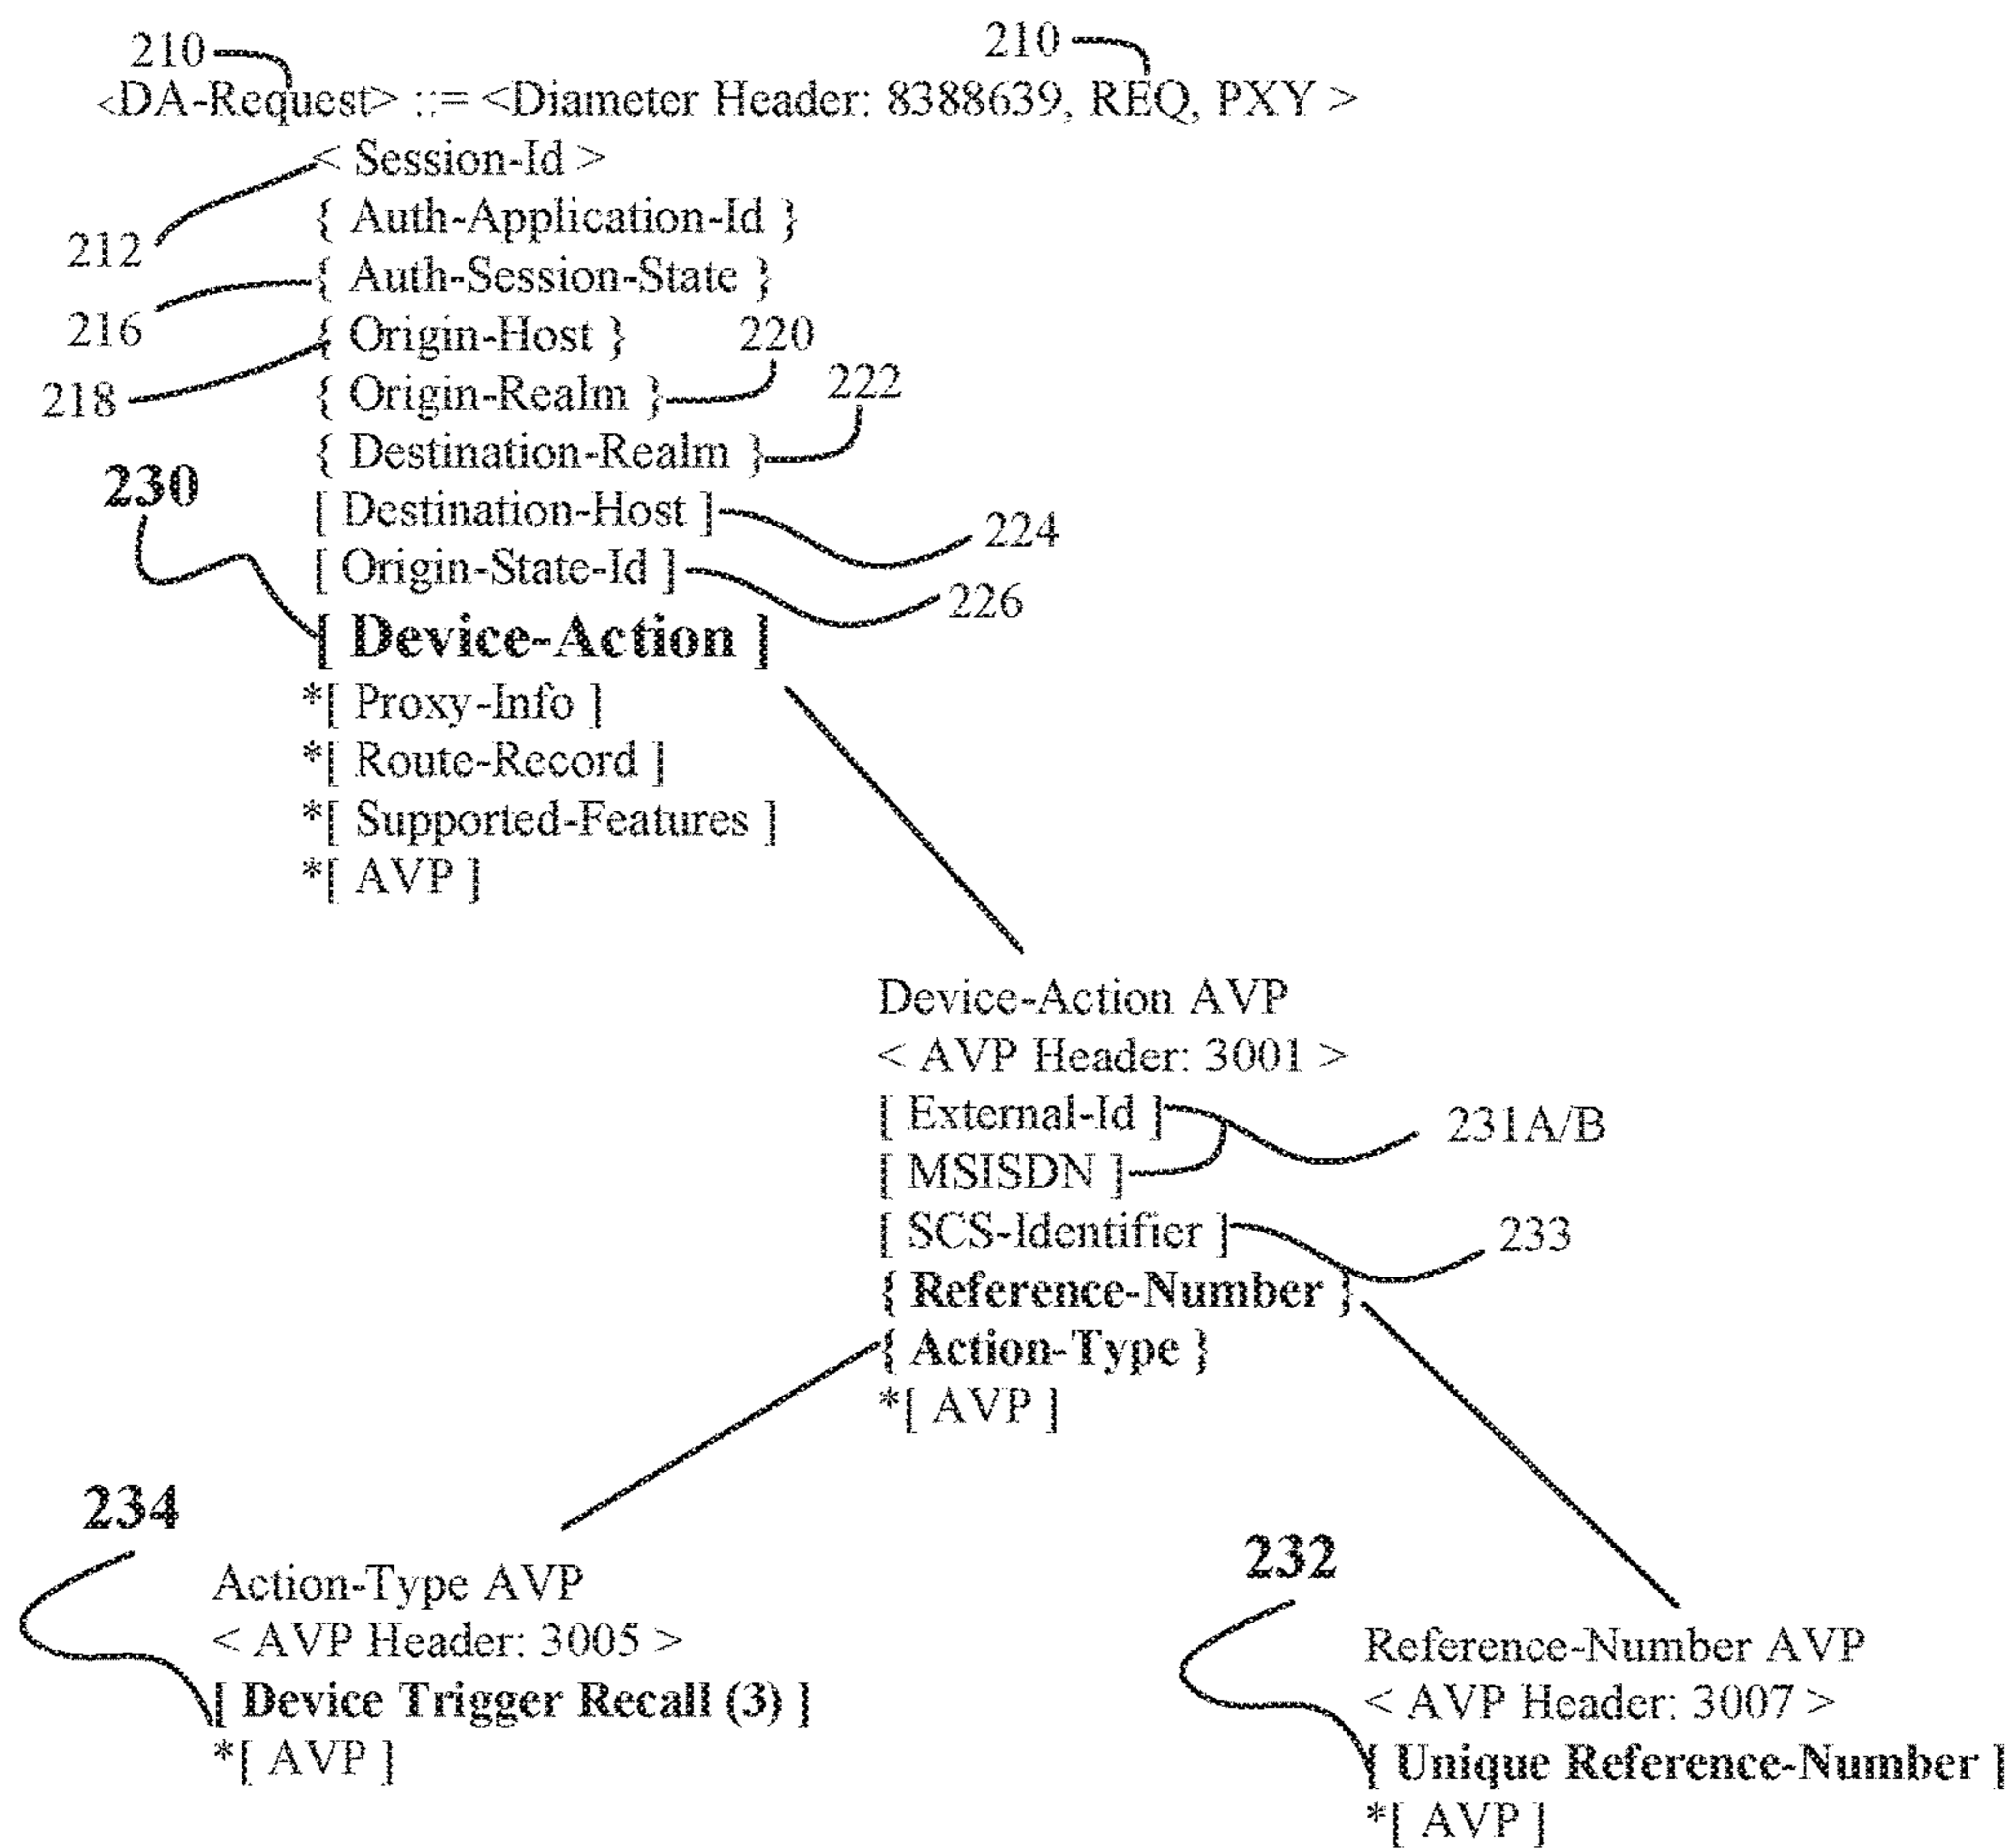 210 210
<DA-Request> ::= <Diameter Header: 8388639, REQ, PXY >
< Session-Id >
{ Auth-Application-Id }
212
{ Auth-Session-State }
216
{ Origin-Host } 220
218
{ Origin-Realm } 222
{ Destination-Realm }
230
[ Destination-Host ]
224
[ Origin-State-Id ]
226
[ Device-Action ]
*[ Proxy-Info ]
*[ Route-Record ]
*[ Supported-Features ]
*[ AVP ]
Device-Action AVP
< AVP Header: 3001 >
[ External-Id ]
231A/B
[ MSISDN ]
[ SCS-Identifier ] 233
{ Reference-Number }
{ Action-Type }
*[ AVP ]
234
Action-Type AVP
< AVP Header: 3005 >
[ Device Trigger Recall (3) ]
*[ AVP ]
232
Reference-Number AVP
< AVP Header: 3007 >
[ Unique Reference-Number ]
*[ AVP ]